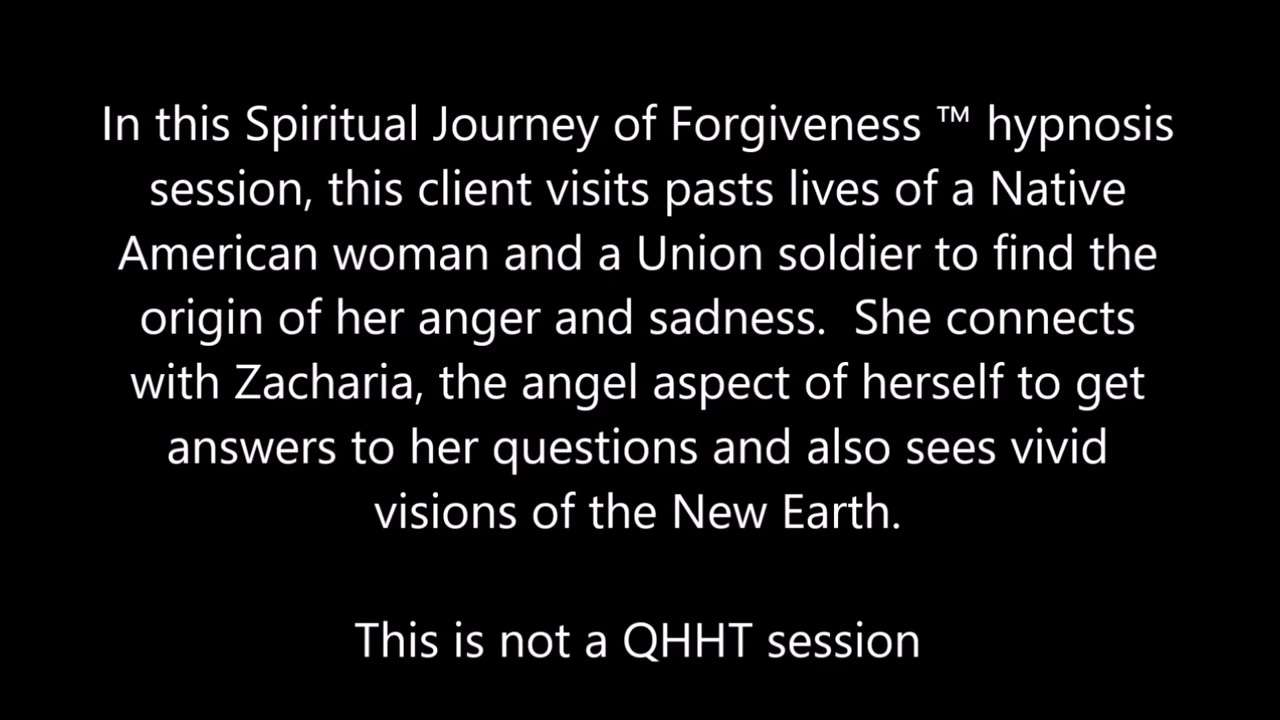 In this Spiritual Journey of Forgiveness ™ hypnosis
session, this client visits pasts lives of a Native
American woman and a Union soldier to find the
origin of her anger and sadness.  She connects
with Zacharia, the angel aspect of herself to get
answers to her questions and also sees vivid
visions of the New Earth.
This is not a QHHT session